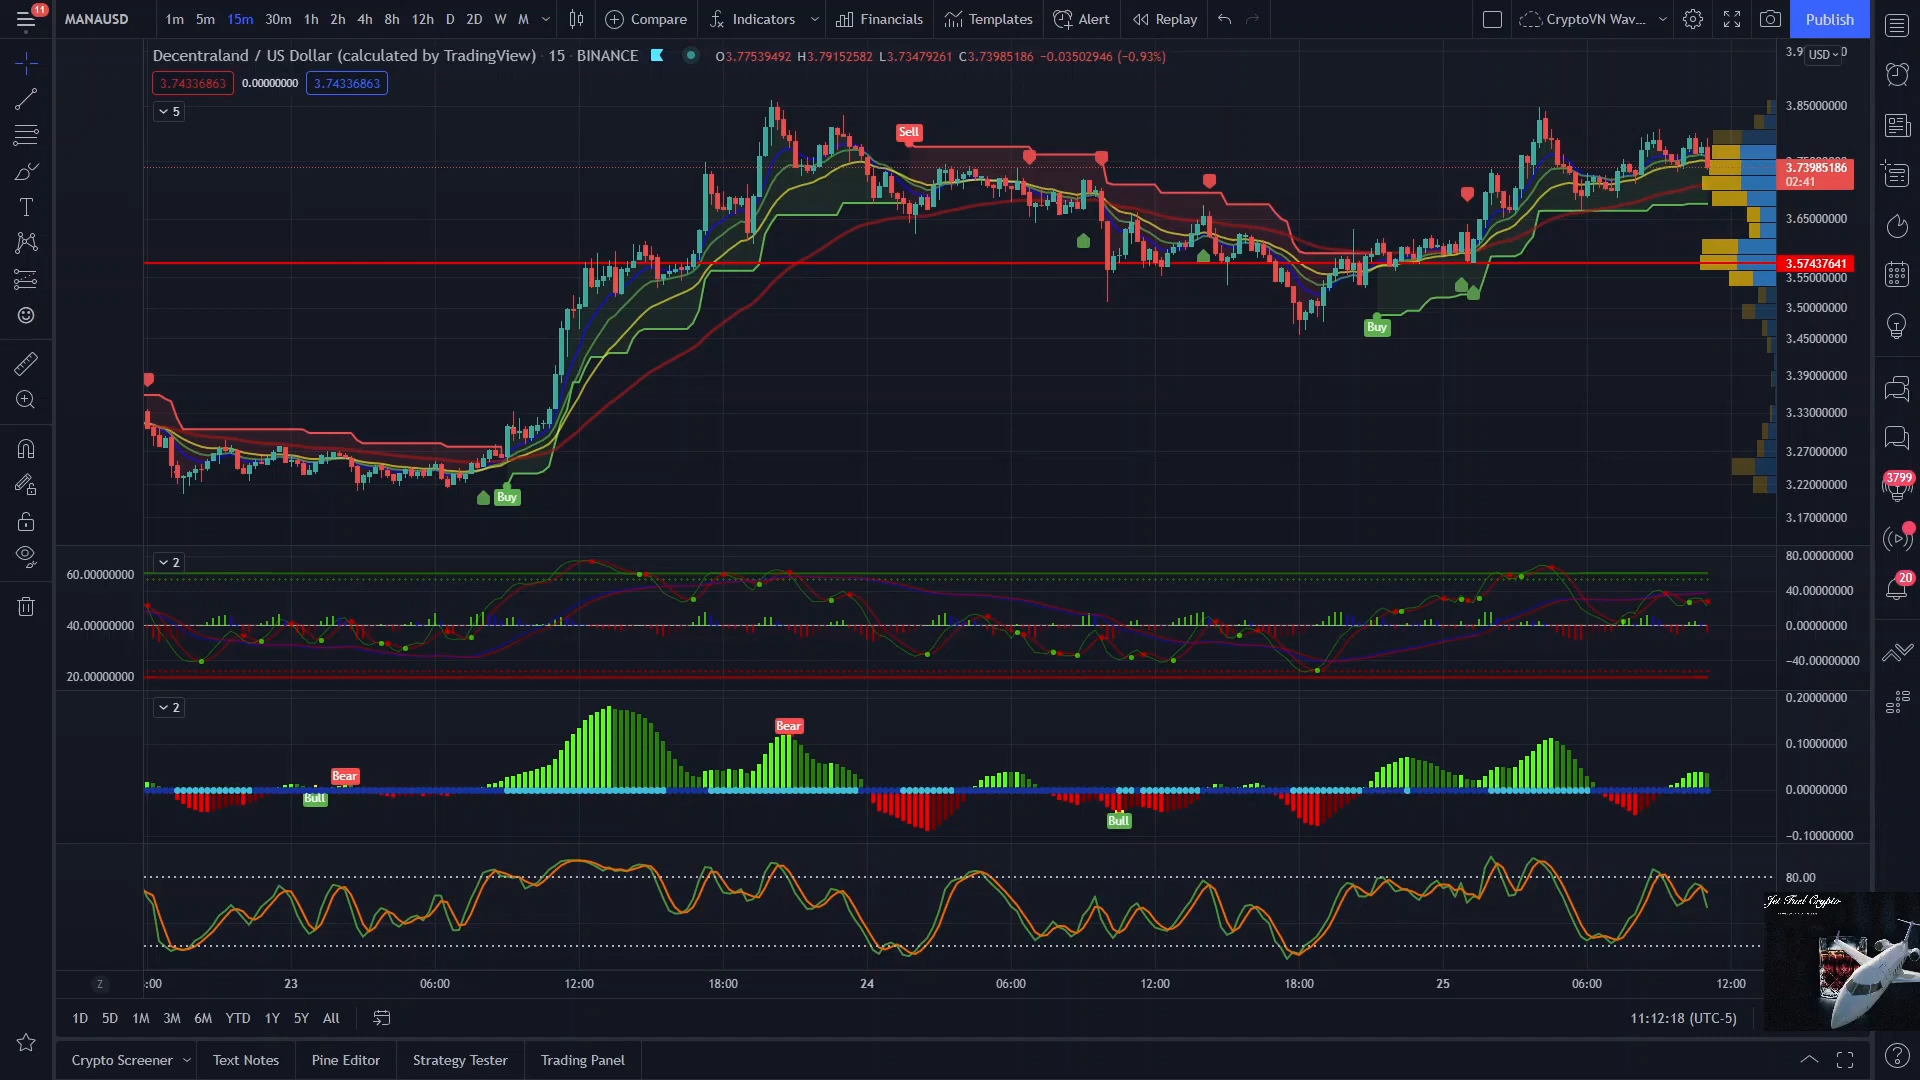 11
MANAUSD 1m 5m 15m 30m 1h 2h 4h 8h 12h D 2D W M Compare Indicators Financials Templates Alert Replay CryptoVN Wav... Publish
Decentraland / US Dollar (calculated by TradingView) · 15 · BINANCE O3.77539492 H3.79152582 L3.73479261 C3.73985186 −0.03502946 (−0.93%)
USD
3.74336863 0.00000000 3.74336863
5
3.85000000
Sell
3.73985186
02:41
3.65000000
3.57437641
3.55000000
3.50000000
Buy
3.45000000
3.39000000
3.33000000
3.27000000
3.22000000
Buy
3.17000000
3799
2
80.00000000
60.00000000
40.00000000
20
40.00000000
0.00000000
−40.00000000
20.00000000
2
0.20000000
Bear
0.10000000
Bear
Bull
0.00000000
Bull
−0.10000000
80.00
Jet Fuel Crypto
Z :00 23 06:00 12:00 18:00 24 06:00 12:00 18:00 25 06:00 12:00
1D 5D 1M 3M 6M YTD 1Y 5Y All 11:12:18 (UTC-5)
Crypto Screener Text Notes Pine Editor Strategy Tester Trading Panel